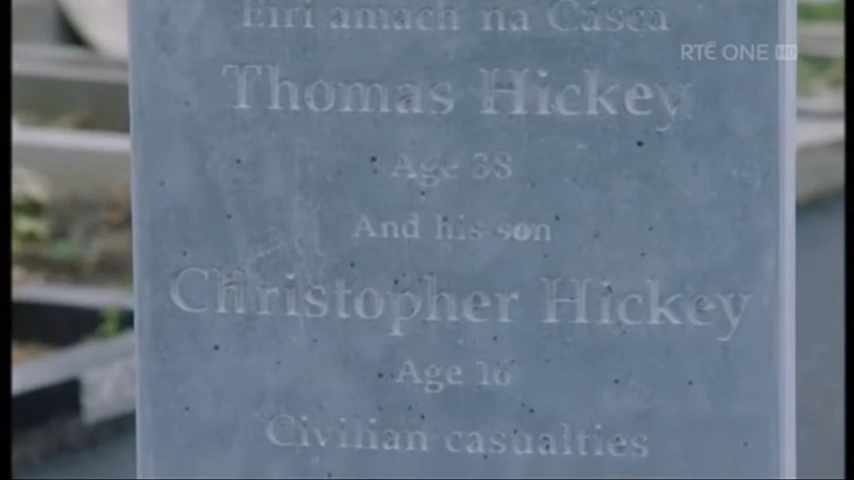 Éirí amach na Cásca
RTÉ ONE HD
Thomas Hickey
Age 38
And his son
Christopher Hickey
Age 16
Civilian casualties